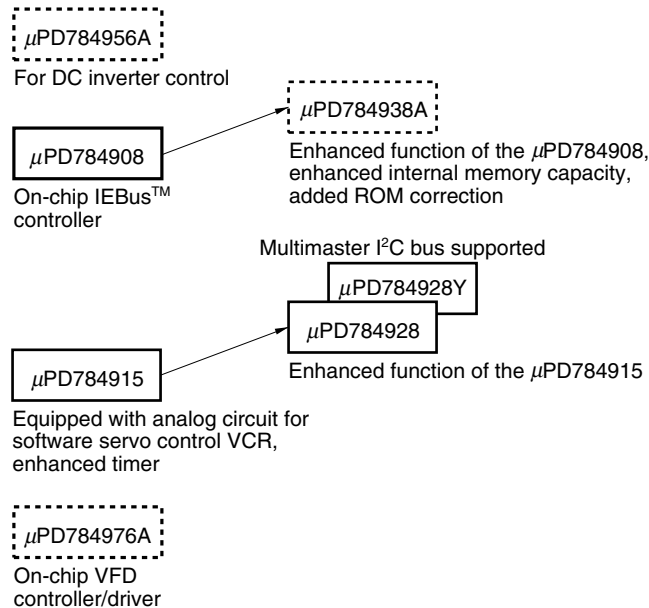 μPD784956A
For DC inverter control
μPD784938A
μPD784908
Enhanced function of the μPD784908,
enhanced internal memory capacity,
added ROM correction
On-chip IEBus™
controller
Multimaster I²C bus supported
μPD784928Y
μPD784928
Enhanced function of the μPD784915
μPD784915
Equipped with analog circuit for
software servo control VCR,
enhanced timer
μPD784976A
On-chip VFD
controller/driver